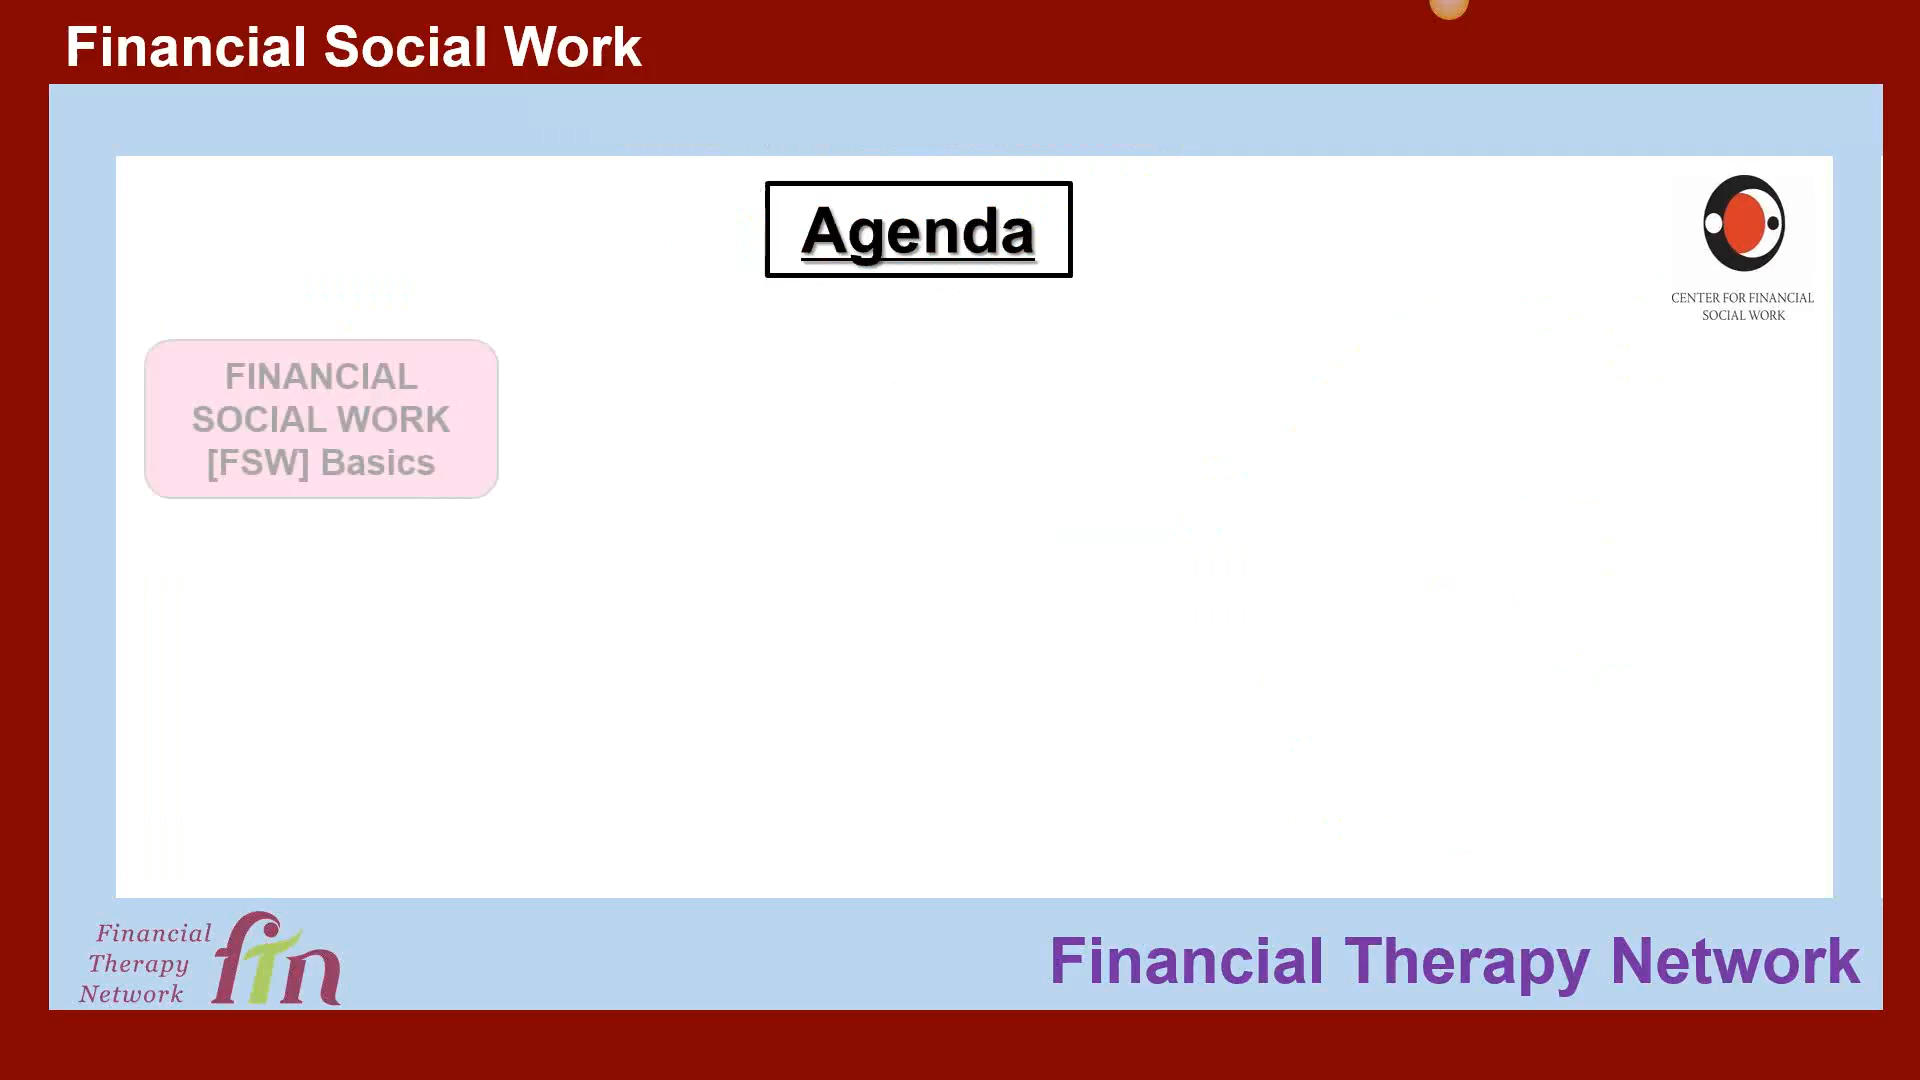 Financial Social Work
Agenda
CENTER FOR FINANCIAL
SOCIAL WORK
FINANCIAL
SOCIAL WORK
[FSW] Basics
Financial
Therapy
Network
ftn
Financial Therapy Network